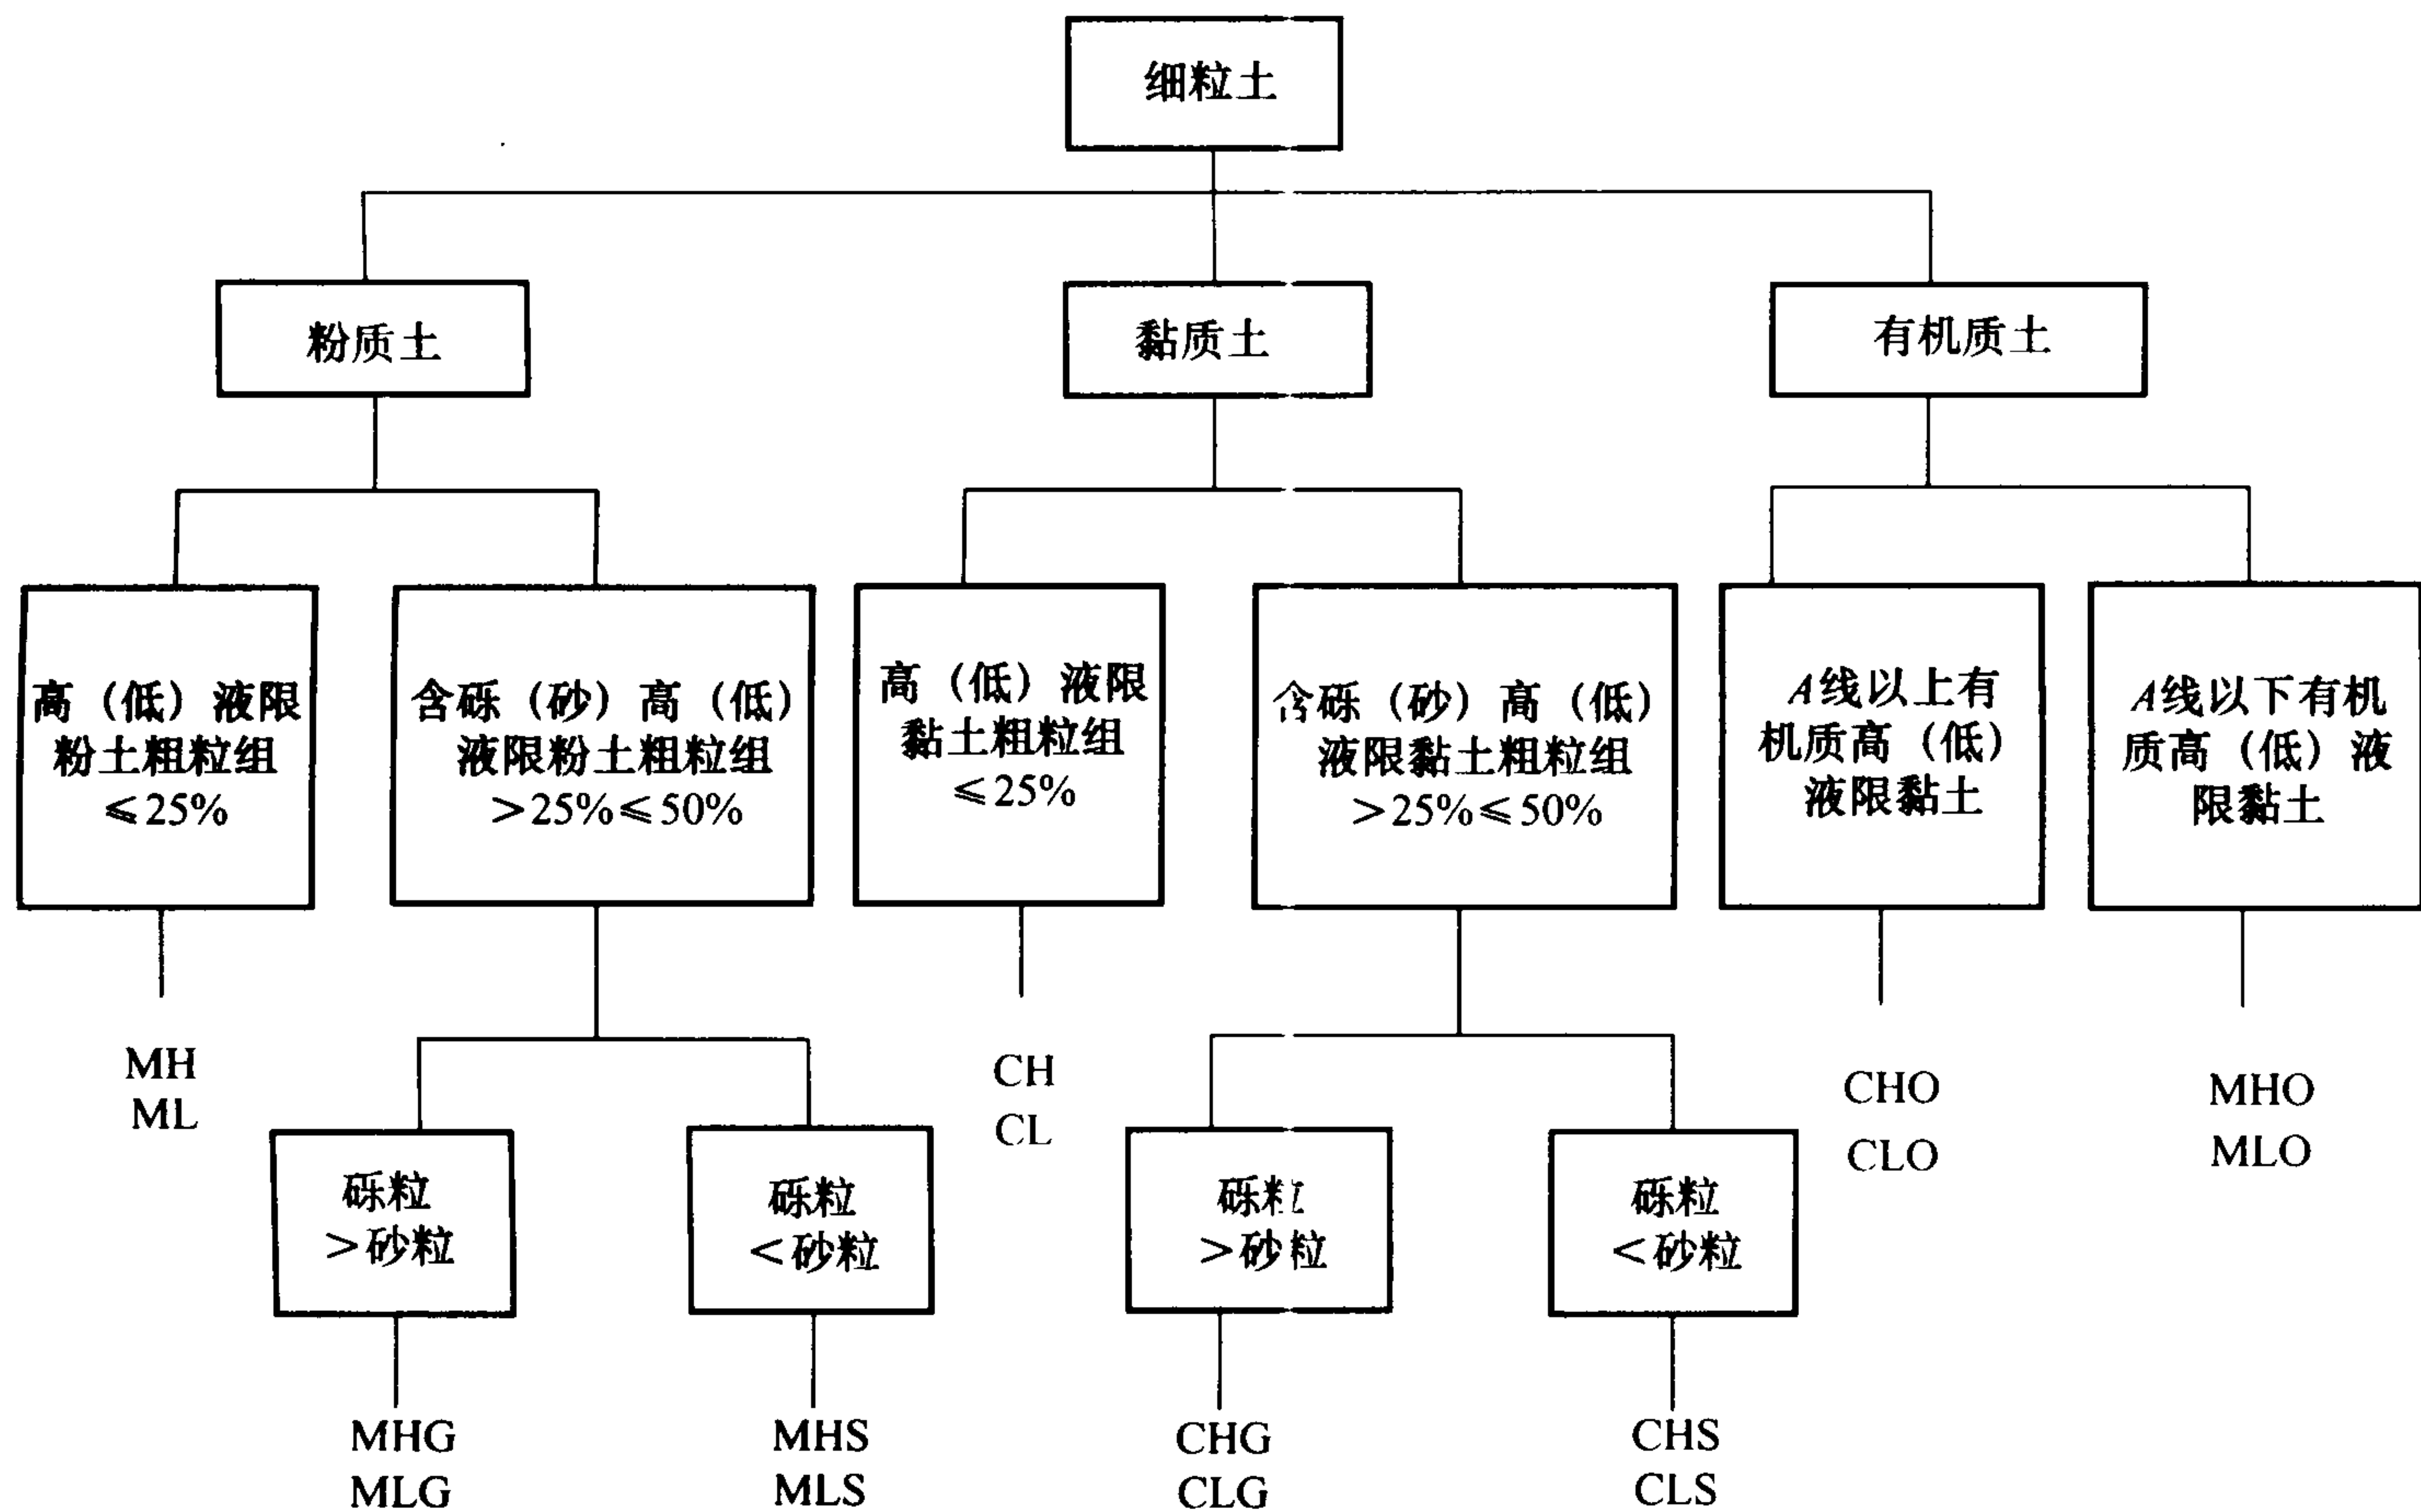 细粒土
粉质土
黏质土
有机质土
高（低）液限
粉土粗粒组
≤25%
含砾（砂）高（低）
液限粉土粗粒组
>25%≤50%
高（低）液限
黏土粗粒组
≤25%
含砾（砂）高（低）
液限黏土粗粒组
>25%≤50%
A线以上有
机质高（低）
液限黏土
A线以下有机
质高（低）液
限黏土
MH
ML
CH
CL
CHO
CLO
MHO
MLO
砾粒
>砂粒
砾粒
<砂粒
砾粒
>砂粒
砾粒
<砂粒
MHG
MLG
MHS
MLS
CHG
CLG
CHS
CLS